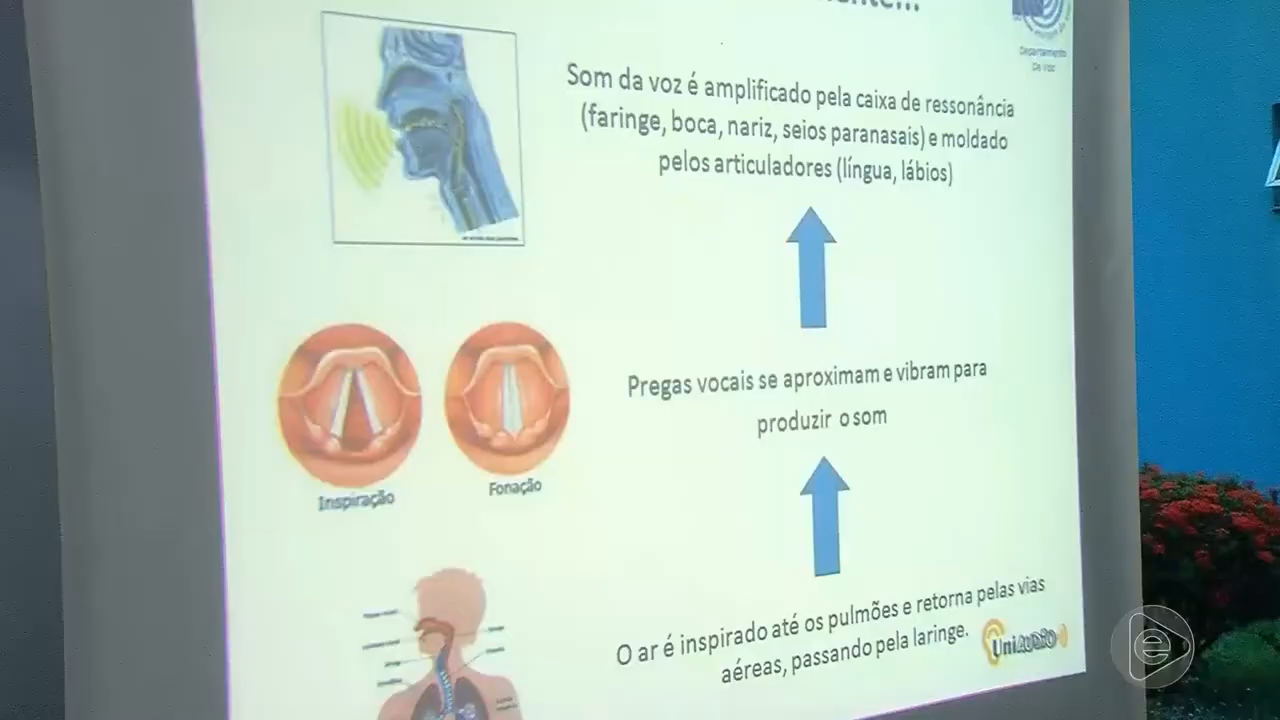 Departamento
De Voz
Som da voz é amplificado pela caixa de ressonância
(faringe, boca, nariz, seios paranasais) e moldado
pelos articuladores (língua, lábios)
Pregas vocais se aproximam e vibram para
produzir o som
Inspiração
Fonação
O ar é inspirado até os pulmões e retorna pelas vias
aéreas, passando pela laringe.
UniAudio
e